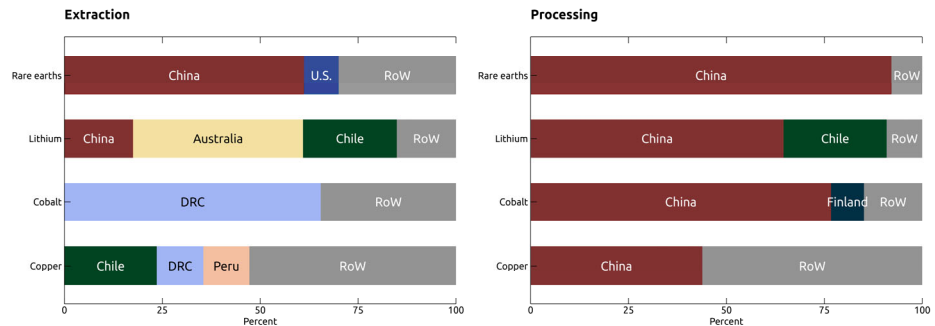 Extraction
Rare earths
China
U.S.
RoW
Lithium
China
Australia
Chile
RoW
Cobalt
DRC
RoW
Copper
Chile
DRC
Peru
RoW
0
25
50
75
100
Percent
Processing
Rare earths
China
RoW
Lithium
China
Chile
RoW
Cobalt
China
Finland
RoW
Copper
China
RoW
0
25
50
75
100
Percent